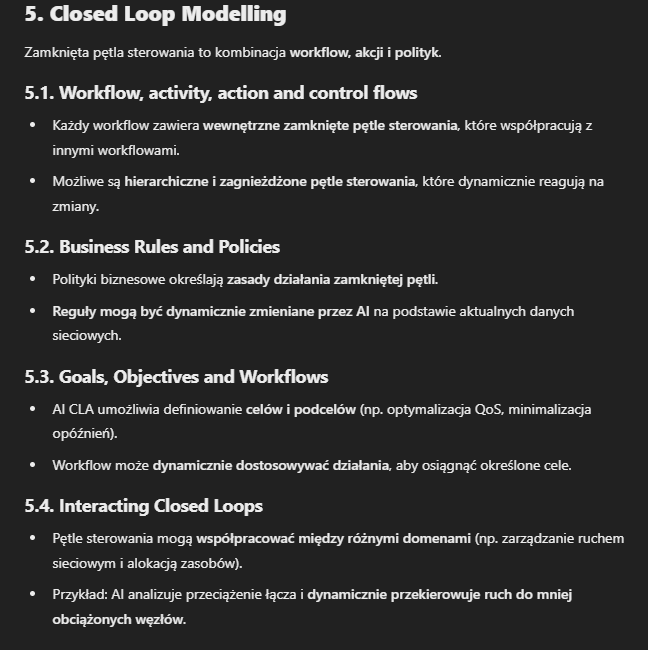 5. Closed Loop Modelling
Zamknięta pętla sterowania to kombinacja workflow, akcji i polityk.
5.1. Workflow, activity, action and control flows
• Każdy workflow zawiera wewnętrzne zamknięte pętle sterowania, które współpracują z
innymi workflowami.
• Możliwe są hierarchiczne i zagnieżdżone pętle sterowania, które dynamicznie reagują na
zmiany.
5.2. Business Rules and Policies
• Polityki biznesowe określają zasady działania zamkniętej pętli.
• Reguły mogą być dynamicznie zmieniane przez AI na podstawie aktualnych danych
sieciowych.
5.3. Goals, Objectives and Workflows
• AI CLA umożliwia definiowanie celów i podcelów (np. optymalizacja QoS, minimalizacja
opóźnień).
• Workflow może dynamicznie dostosowywać działania, aby osiągnąć określone cele.
5.4. Interacting Closed Loops
• Pętle sterowania mogą współpracować między różnymi domenami (np. zarządzanie ruchem
sieciowym i alokacją zasobów).
• Przykład: AI analizuje przeciążenie łącza i dynamicznie przekierowuje ruch do mniej
obciążonych węzłów.